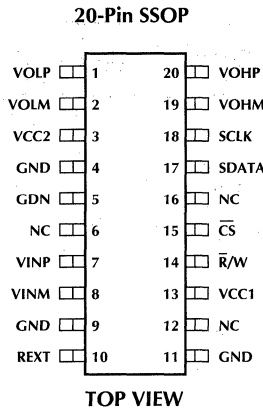 20-Pin SSOP
VOLP 1 20 VOHP
VOLM 2 19 VOHM
VCC2 3 18 SCLK
GND 4 17 SDATA
GDN 5 16 NC
NC 6 15 C̅S̅
VINP 7 14 R̅/W
VINM 8 13 VCC1
GND 9 12 NC
REXT 10 11 GND
TOP VIEW